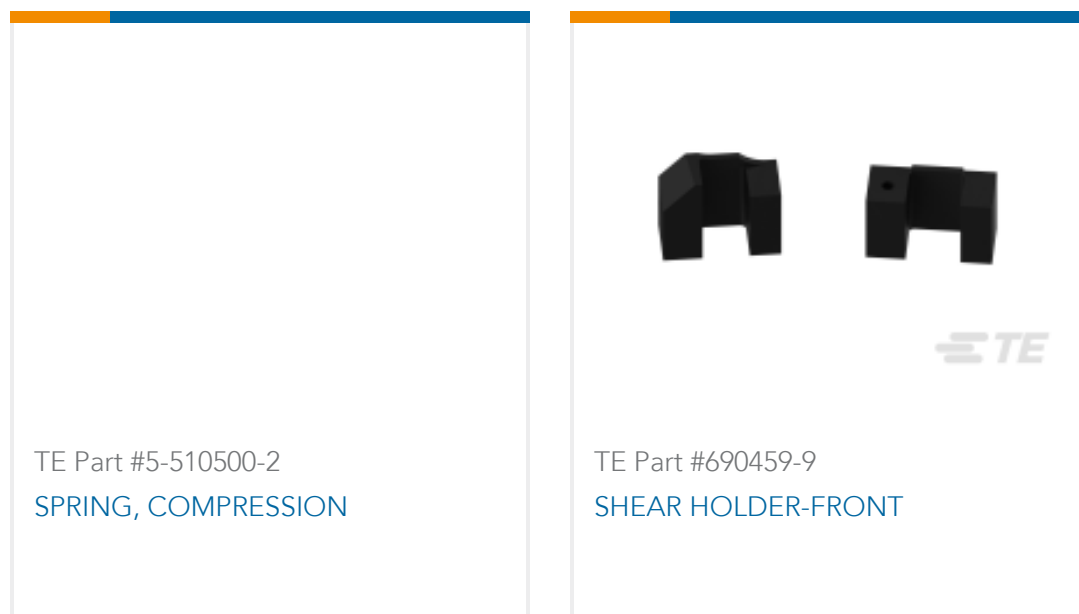 TE
TE Part #5-510500-2
SPRING, COMPRESSION
TE Part #690459-9
SHEAR HOLDER-FRONT